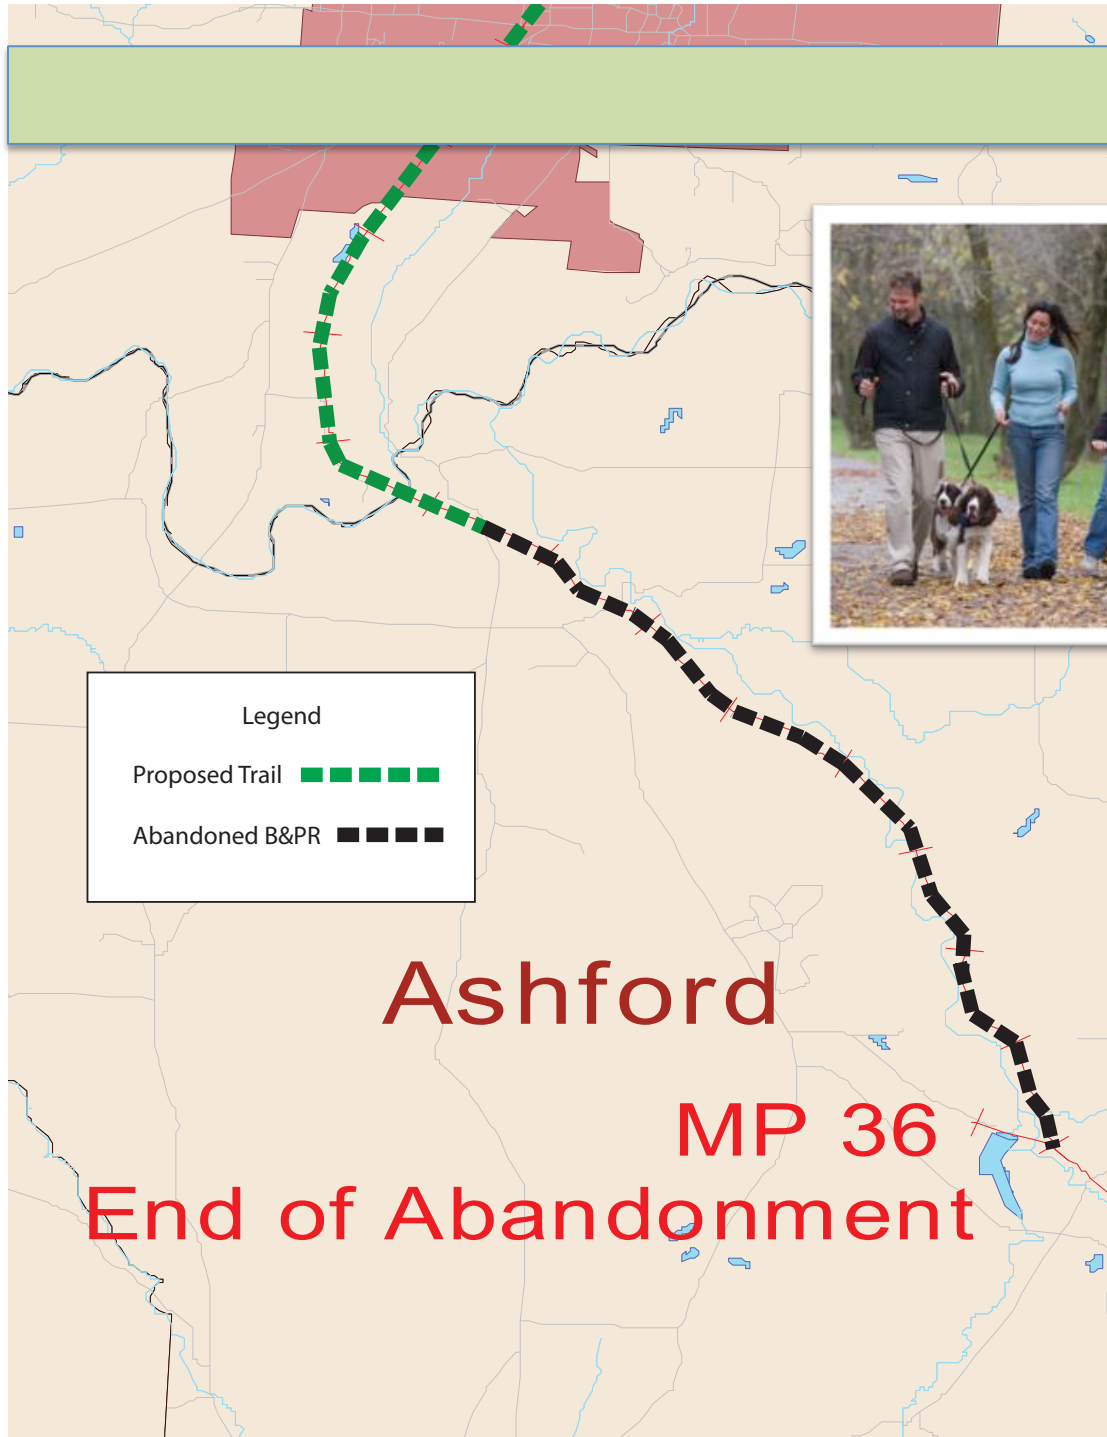 Legend
Proposed Trail
Abandoned B&PR
Ashford
MP 36
End of Abandonment